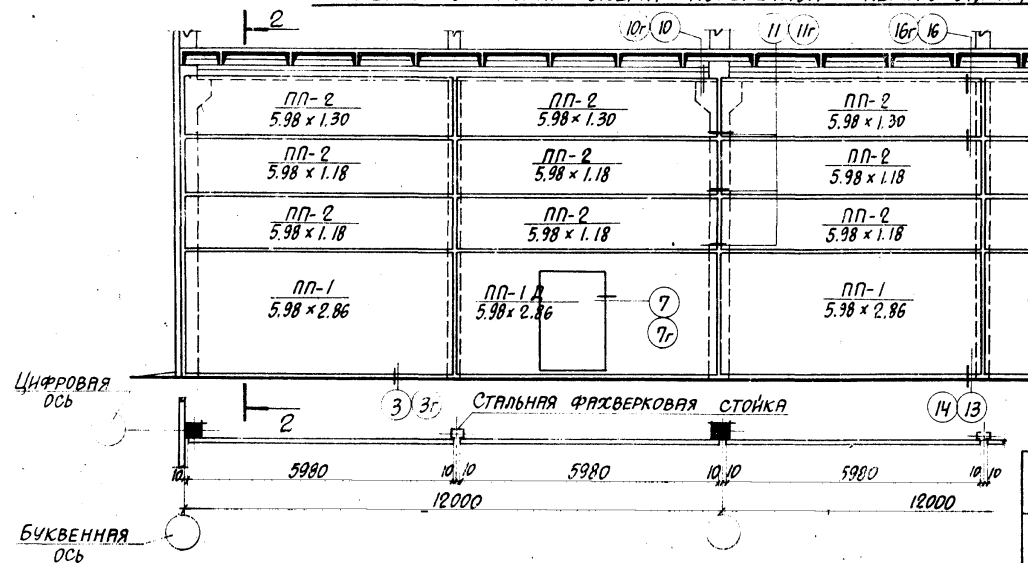 2
10г 10 11 11г 16г 16
ПП-2 ПП-2 ПП-2
5.98 × 1.30 5.98 × 1.30 5.98 × 1.30
ПП-2 ПП-2 ПП-2
5.98 × 1.18 5.98 × 1.18 5.98 × 1.18
ПП-2 ПП-2 ПП-2
5.98 × 1.18 5.98 × 1.18 5.98 × 1.18
ПП-1 ПП-1 Д ПП-1
5.98 × 2.86 5.98 × 2.86 5.98 × 2.86
7
7г
ЦИФРОВАЯ
ОСЬ
3 3г СТАЛЬНАЯ ФАХВЕРКОВАЯ СТОЙКА 14 13
2
10 5980 10 10 5980 10 10 5980 10 10
12000 12000
БУКВЕННАЯ
ОСЬ